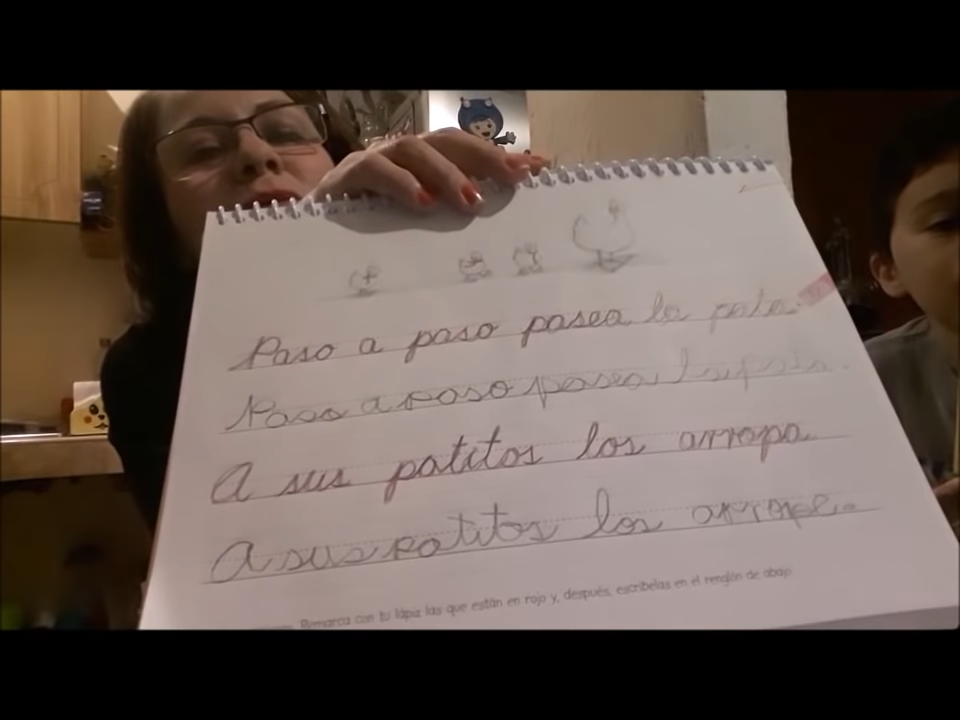 Paso a paso pasea la pata.
Paso a paso pasea la pata.
A sus patitos los arropa
A sus patitos los arropa
Remarca con tu lápiz las que están en rojo y, después, escríbelas en el renglón de abajo